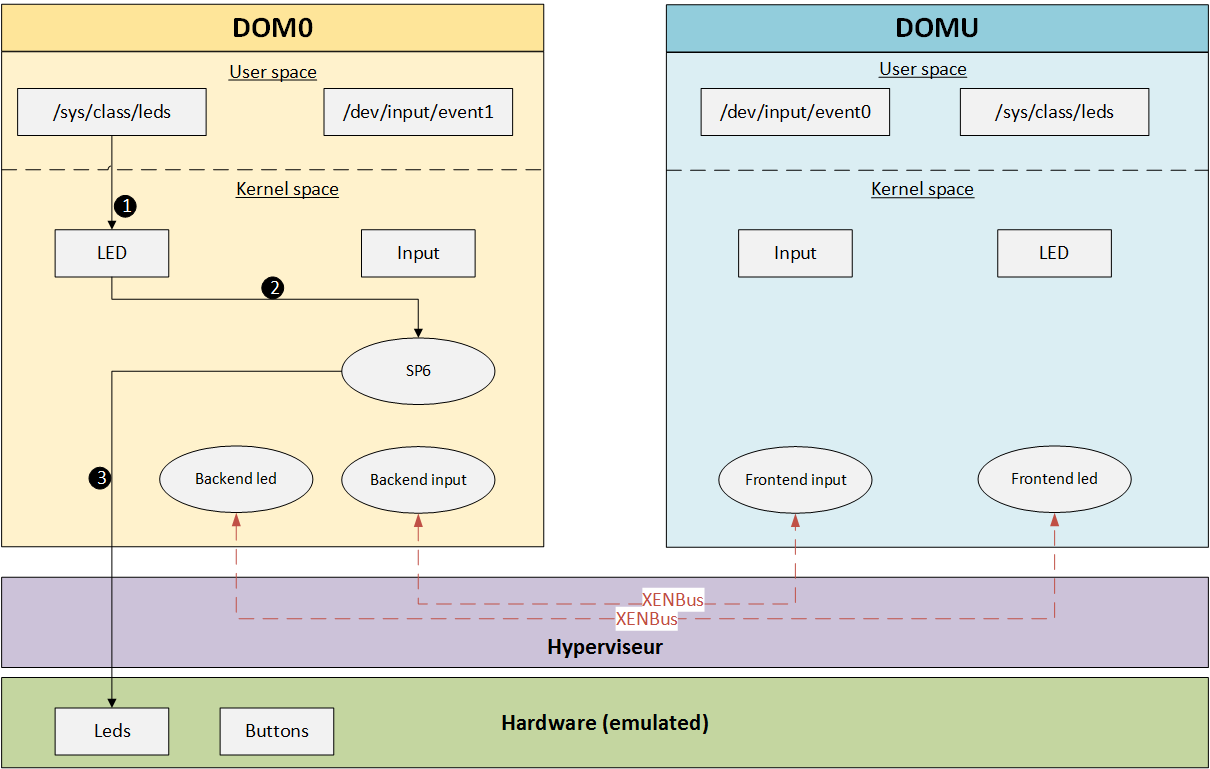 DOM0
User space
/sys/class/leds
/dev/input/event1
Kernel space
1
LED
Input
2
SP6
3
Backend led
Backend input
DOMU
User space
/dev/input/event0
/sys/class/leds
Kernel space
Input
LED
Frontend input
Frontend led
XENBus
XENBus
Hyperviseur
Leds
Buttons
Hardware (emulated)